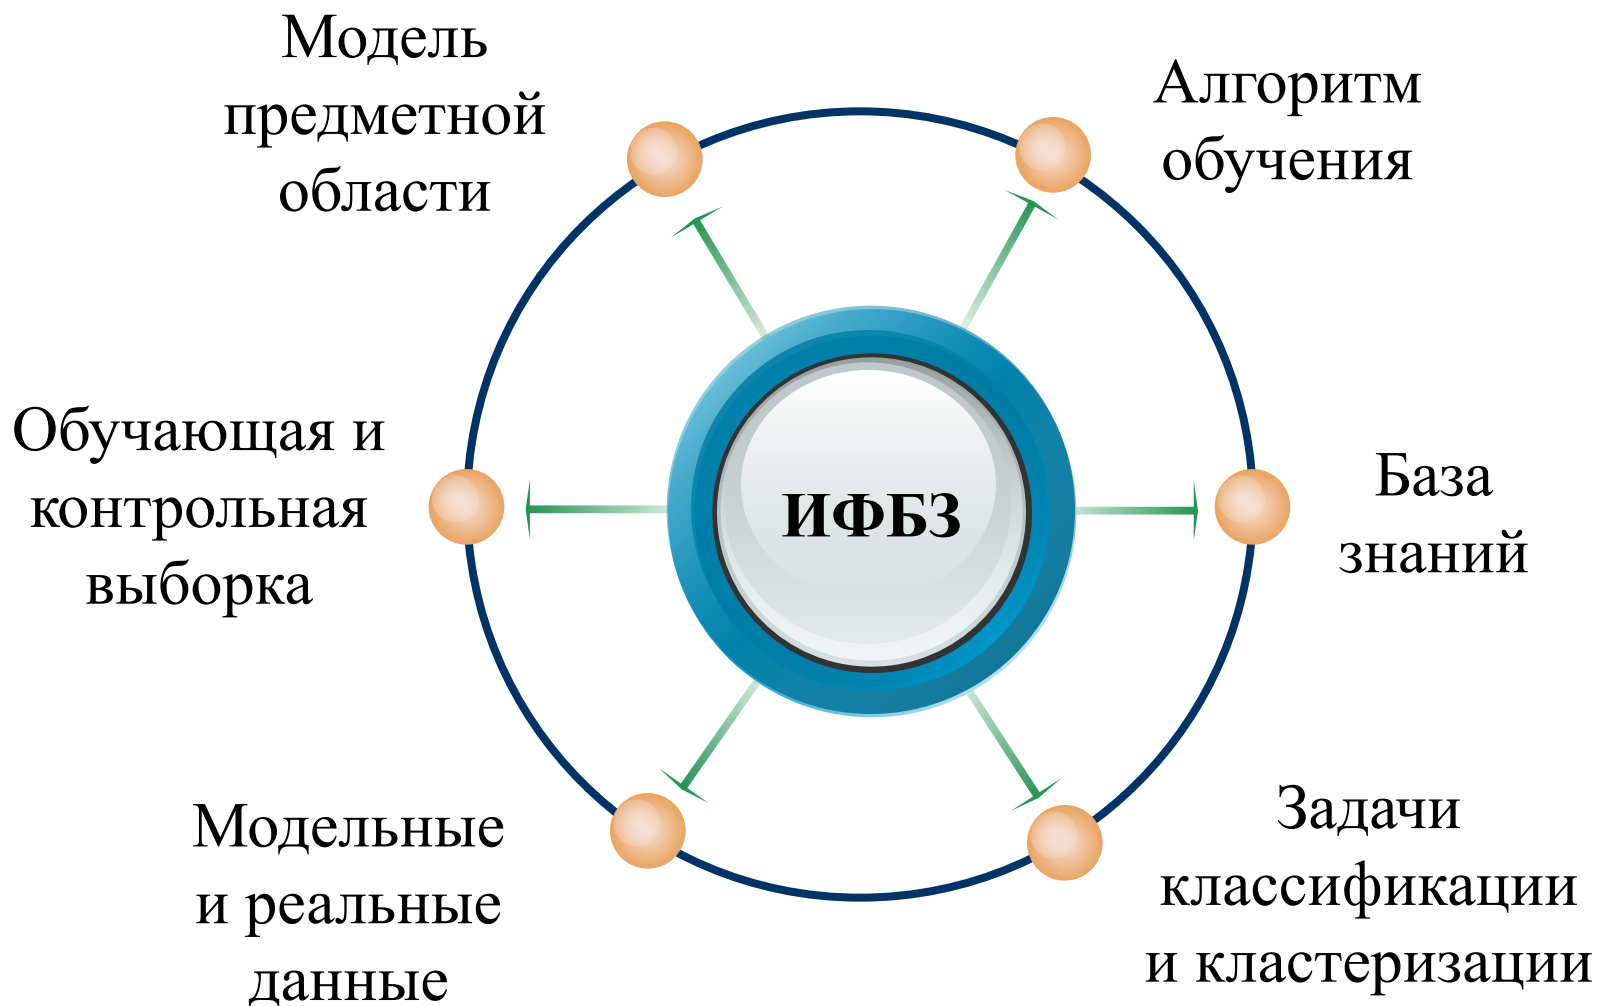 Модель
предметной
области
Алгоритм
обучения
Обучающая и
контрольная
выборка
ИФБЗ
База
знаний
Модельные
и реальные
данные
Задачи
классификации
и кластеризации